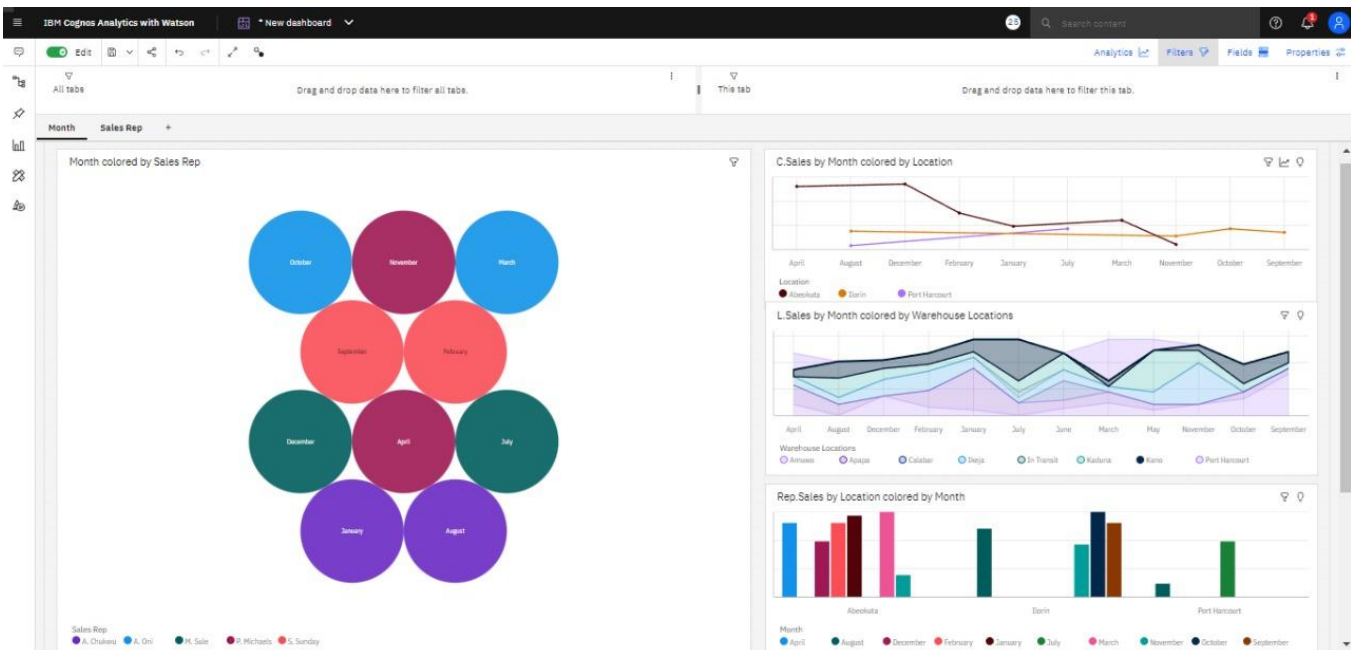 IBM Cognos Analytics with Watson
* New dashboard
23
Search content
1
Edit
Analytics
Filters
Fields
Properties
All tabs
Drag and drop data here to filter all tabs.
This tab
Drag and drop data here to filter this tab.
Month
Sales Rep
+
Month colored by Sales Rep
October
November
March
September
February
December
April
July
January
August
Sales Rep
A. Chukwu A. Oni M. Sale P. Michaels S. Sunday
C.Sales by Month colored by Location
April August December February January July March November October September
Location
Abeokuta Ilorin Port Harcourt
L.Sales by Month colored by Warehouse Locations
April August December February January July June March May November October September
Warehouse Locations
Amuwo Apapa Calabar Ikeja In Transit Kaduna Kano Port Harcourt
Rep.Sales by Location colored by Month
Abeokuta Ilorin Port Harcourt
Month
April August December February January July March November October September